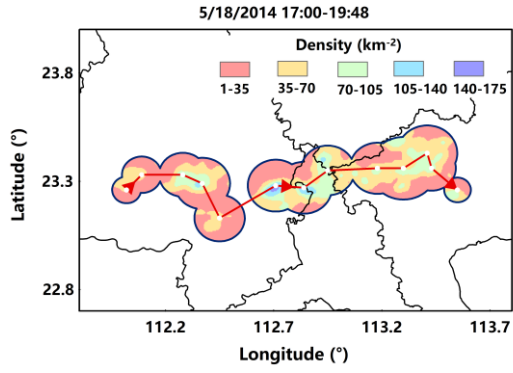 5/18/2014 17:00-19:48
Density (km-2)
1-35 35-70 70-105 105-140 140-175
Latitude (°)
23.8
23.3
22.8
112.2 112.7 113.2 113.7
Longitude (°)